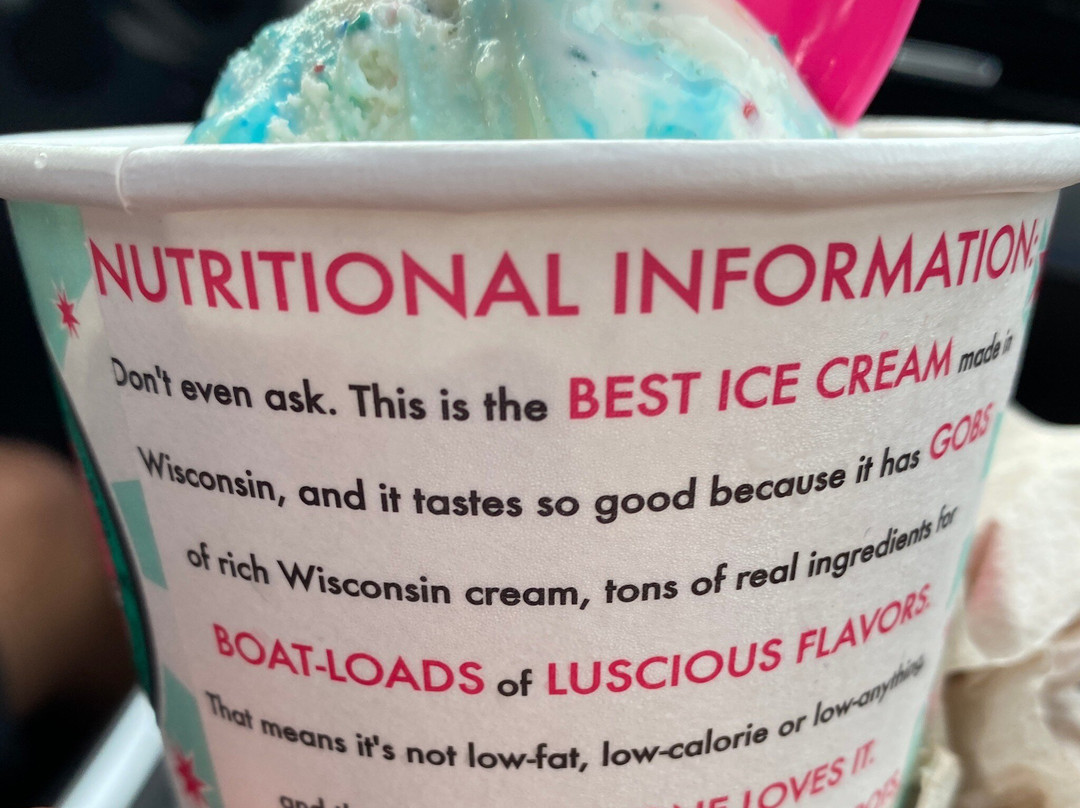 NUTRITIONAL INFORMATION:
Don't even ask. This is the BEST ICE CREAM made in
Wisconsin, and it tastes so good because it has GOBS
of rich Wisconsin cream, tons of real ingredients for
BOAT-LOADS of LUSCIOUS FLAVORS.
That means it's not low-fat, low-calorie or low-anything,
and LOVES IT.